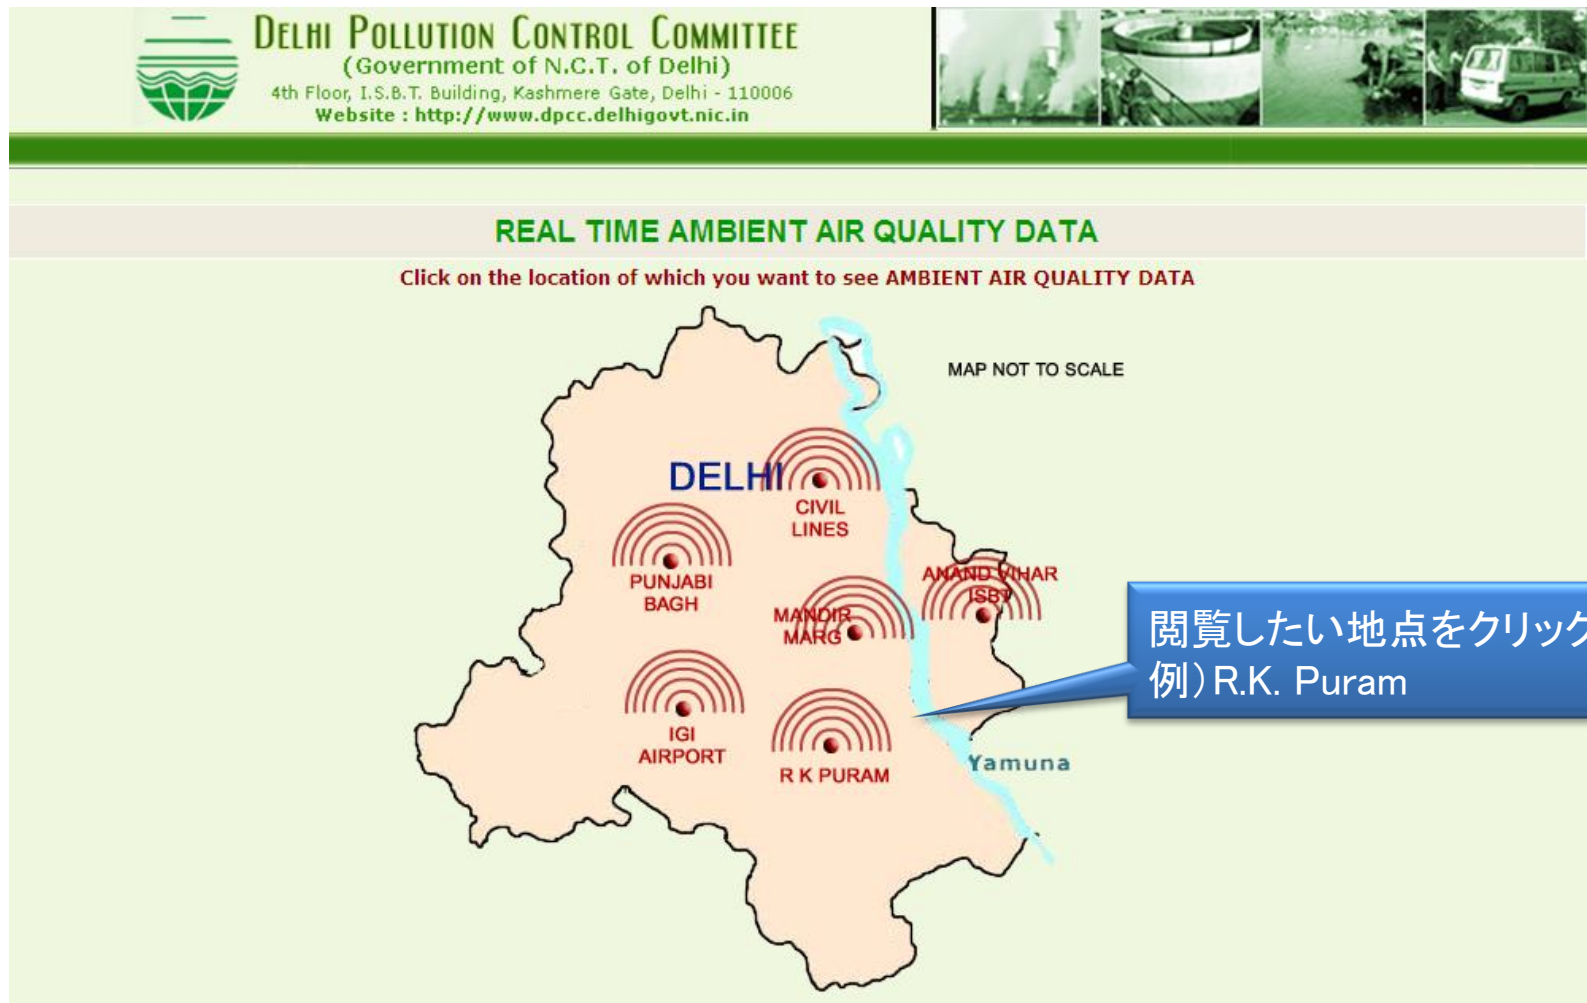 DELHI POLLUTION CONTROL COMMITTEE
(Government of N.C.T. of Delhi)
4th Floor, I.S.B.T. Building, Kashmere Gate, Delhi - 110006
Website : http://www.dpcc.delhigovt.nic.in
REAL TIME AMBIENT AIR QUALITY DATA
Click on the location of which you want to see AMBIENT AIR QUALITY DATA
MAP NOT TO SCALE
DELHI
CIVIL
LINES
PUNJABI
BAGH
ANAND VIHAR
ISBT
MANDIR
MARG
閲覧したい地点をクリック
例）R.K. Puram
IGI
AIRPORT
R K PURAM
Yamuna